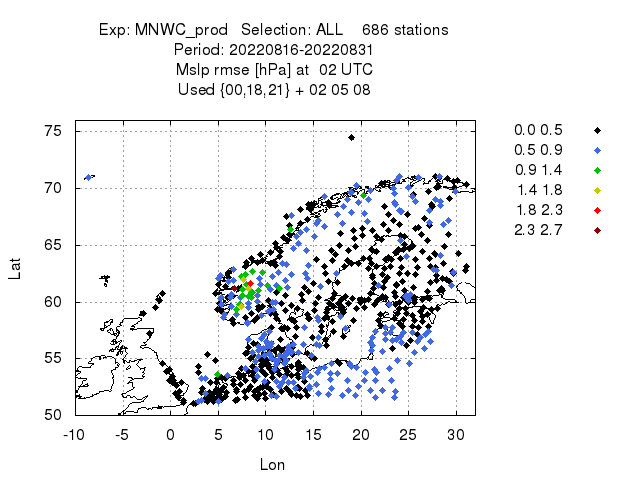 Exp: MNWC_prod   Selection: ALL    686 stations
Period: 20220816-20220831
Mslp rmse [hPa] at  02 UTC
Used {00,18,21} + 02 05 08
0.0 0.5
0.5 0.9
0.9 1.4
1.4 1.8
1.8 2.3
2.3 2.7
75
70
65
60
55
50
Lat
-10 -5 0 5 10 15 20 25 30
Lon